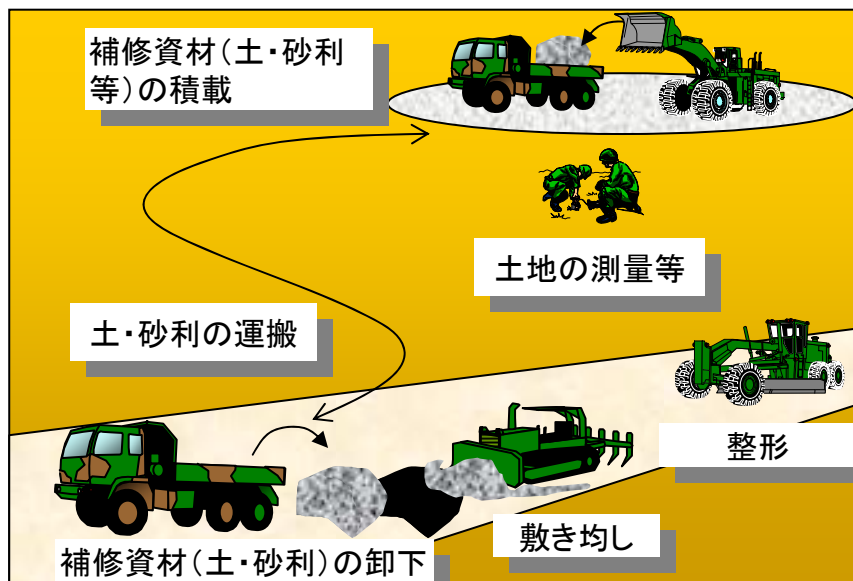 補修資材(土・砂利
等)の積載
土地の測量等
土・砂利の運搬
整形
敷き均し
補修資材(土・砂利)の卸下